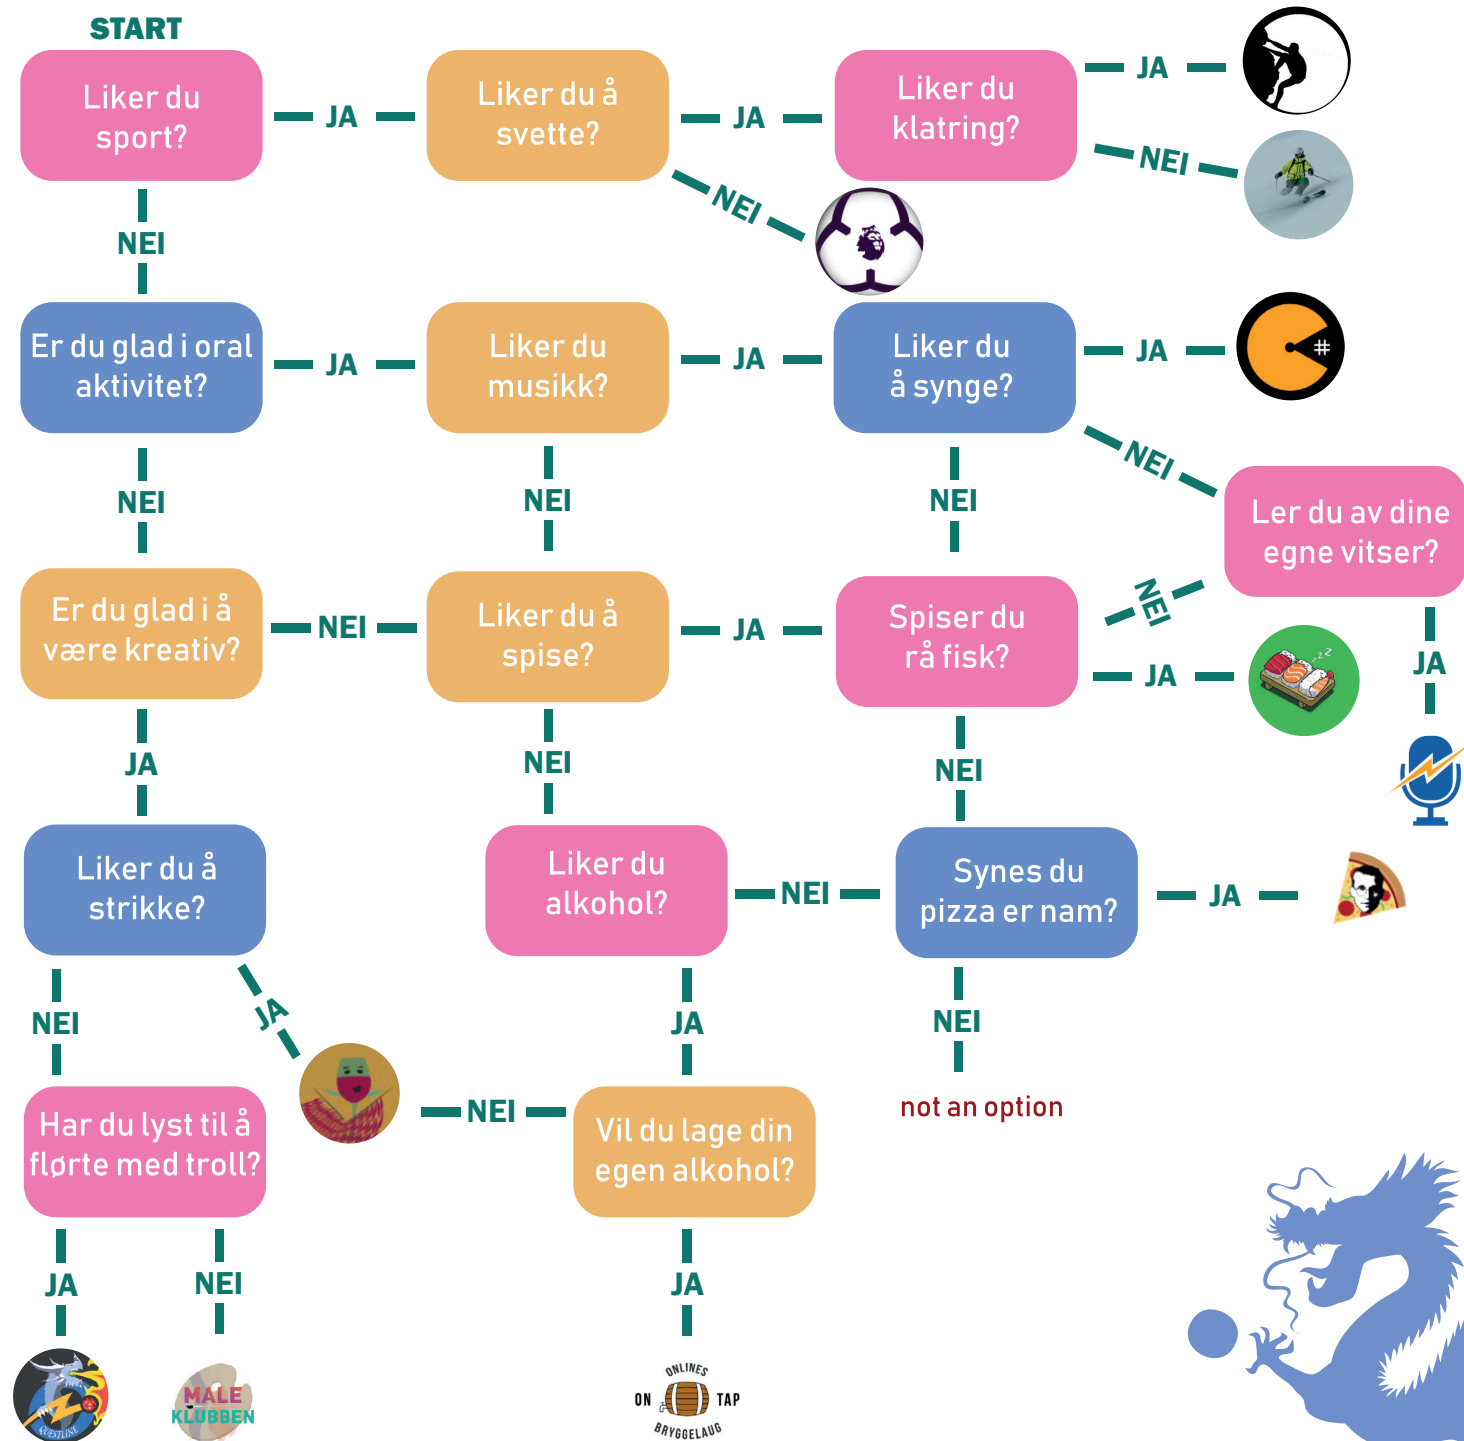 START
Liker du
sport?
JA
Liker du å
svette?
JA
Liker du
klatring?
JA
NEI
NEI
NEI
Er du glad i oral
aktivitet?
JA
Liker du
musikk?
JA
Liker du
å synge?
JA
#
NEI
NEI
NEI
NEI
Ler du av dine
egne vitser?
NEI
JA
Er du glad i å
være kreativ?
NEI
Liker du å
spise?
JA
Spiser du
rå fisk?
JA
zzz
JA
NEI
NEI
Liker du å
strikke?
Liker du
alkohol?
NEI
Synes du
pizza er nam?
JA
NEI
JA
JA
NEI
not an option
Har du lyst til å
flørte med troll?
NEI
Vil du lage din
egen alkohol?
JA
NEI
JA
QUESTLINE
MALE
KLUBBEN
ONLINES
ON TAP
BRYGGELAUG